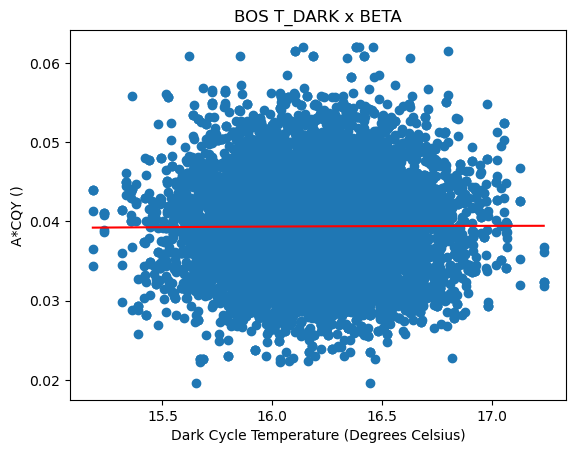 BOS T_DARK x BETA
0.06
0.05
0.04
0.03
0.02
A*CQY ()
15.5 16.0 16.5 17.0
Dark Cycle Temperature (Degrees Celsius)